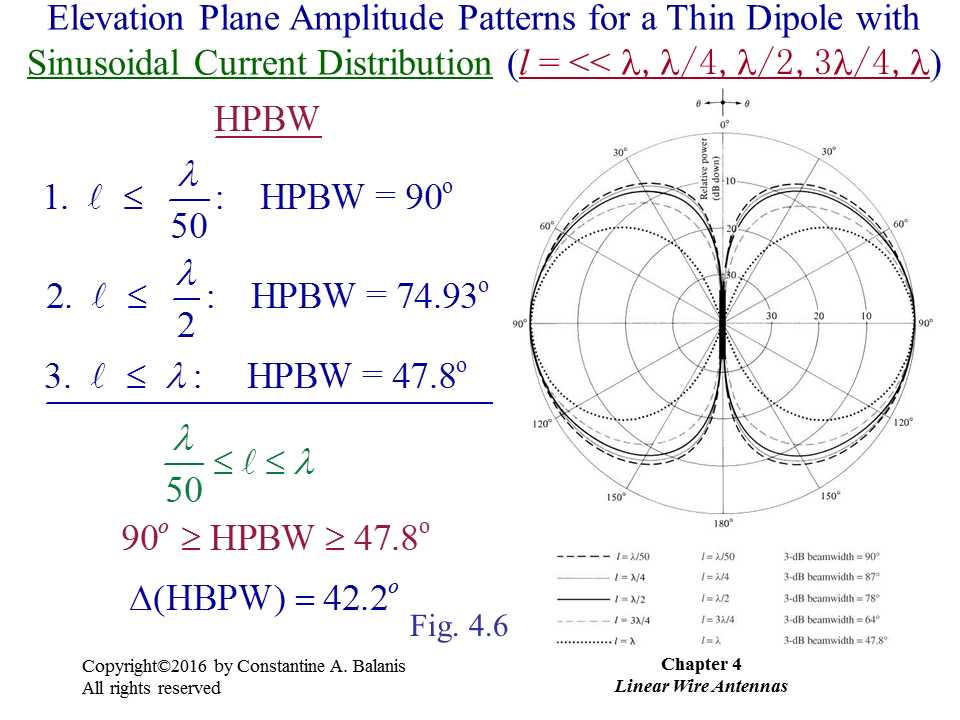 Elevation Plane Amplitude Patterns for a Thin Dipole with
Sinusoidal Current Distribution (l = << λ, λ/4, λ/2, 3λ/4, λ)
HPBW
1. ℓ ≤ λ/50 : HPBW = 90°
2. ℓ ≤ λ/2 : HPBW = 74.93°
3. ℓ ≤ λ : HPBW = 47.8°
λ/50 ≤ ℓ ≤ λ
90° ≥ HPBW ≥ 47.8°
Δ(HBPW) = 42.2°
Fig. 4.6
θ θ
0°
30° 30°
Relative power
(dB down)
10
60° 60°
20
30
90° 30 20 10 90°
120° 120°
150° 150°
180°
l = λ/50 l = λ/50 3-dB beamwidth = 90°
l = λ/4 l = λ/4 3-dB beamwidth = 87°
l = λ/2 l = λ/2 3-dB beamwidth = 78°
l = 3λ/4 l = 3λ/4 3-dB beamwidth = 64°
l = λ l = λ 3-dB beamwidth = 47.8°
Copyright©2016 by Constantine A. Balanis
All rights reserved
Chapter 4
Linear Wire Antennas